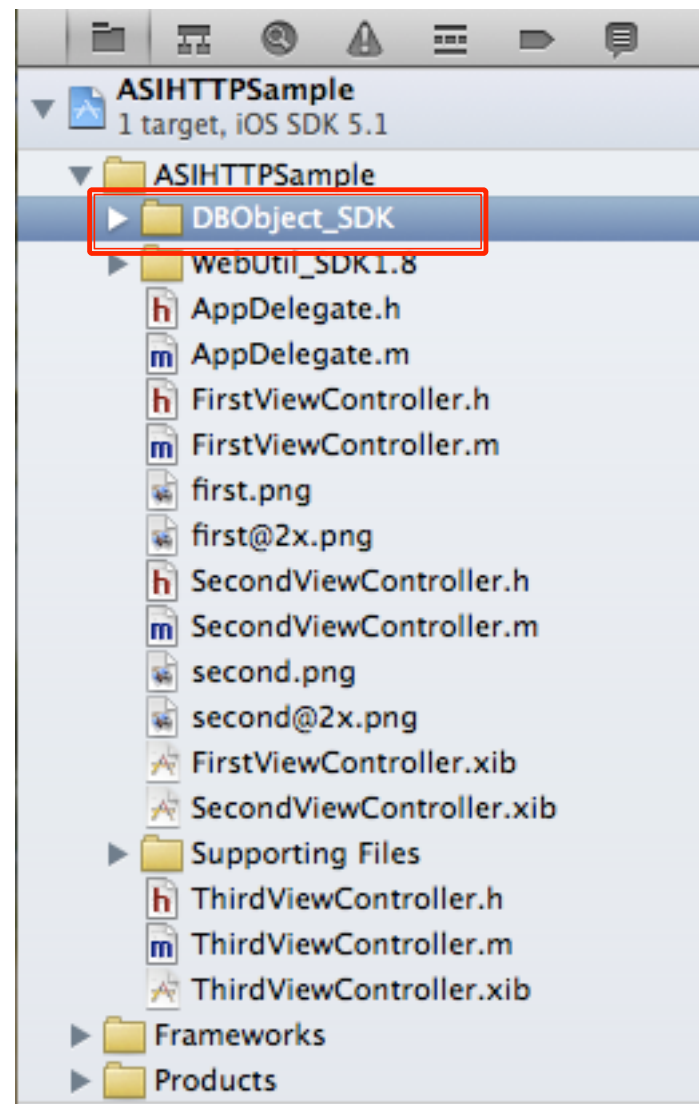 ASIHTTPSample
1 target, iOS SDK 5.1
ASIHTTPSample
DBObject_SDK
WebUtil_SDK1.8
h AppDelegate.h
m AppDelegate.m
h FirstViewController.h
m FirstViewController.m
first.png
first@2x.png
h SecondViewController.h
m SecondViewController.m
second.png
second@2x.png
FirstViewController.xib
SecondViewController.xib
Supporting Files
h ThirdViewController.h
m ThirdViewController.m
ThirdViewController.xib
Frameworks
Products